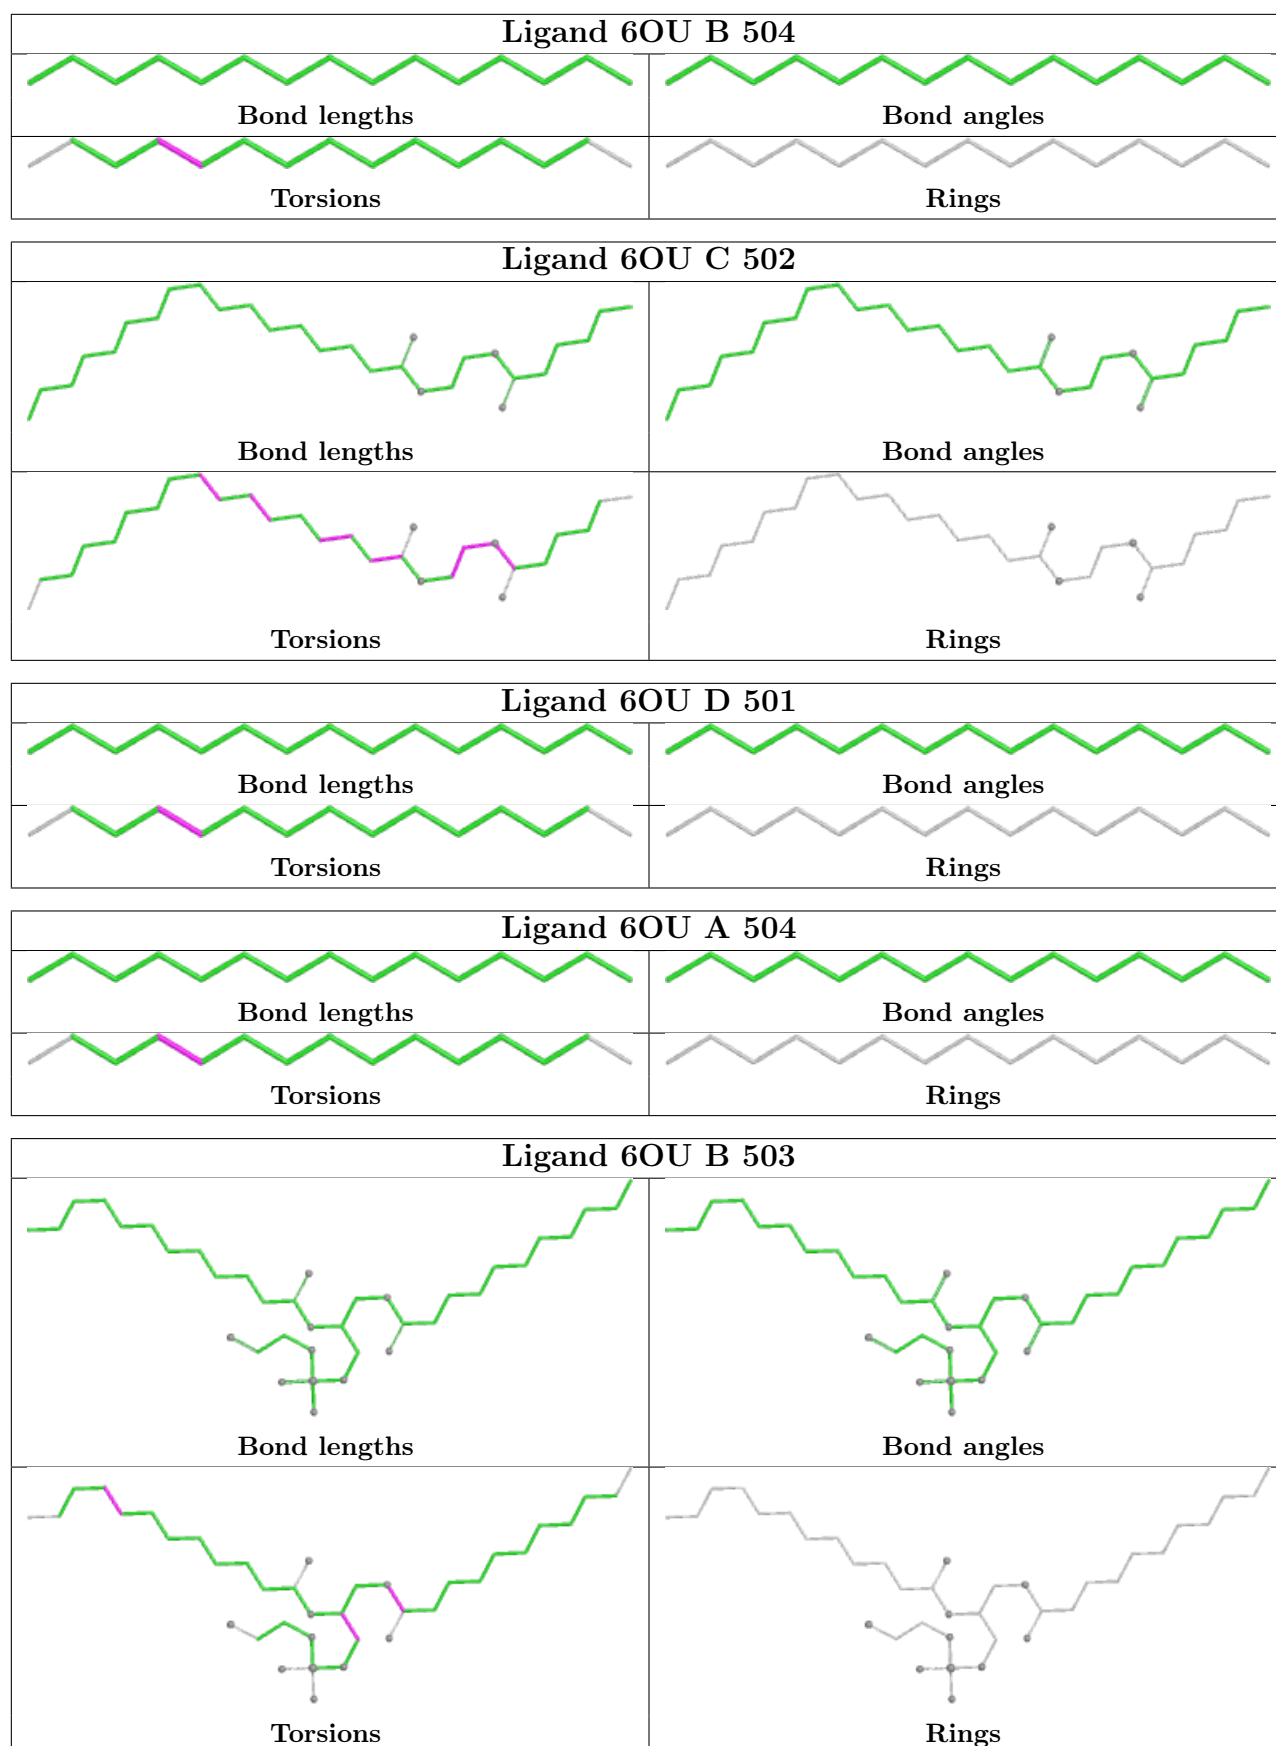 Ligand 6OU B 504
Bond lengths Bond angles
Torsions Rings
Ligand 6OU C 502
Bond lengths Bond angles
Torsions Rings
Ligand 6OU D 501
Bond lengths Bond angles
Torsions Rings
Ligand 6OU A 504
Bond lengths Bond angles
Torsions Rings
Ligand 6OU B 503
Bond lengths Bond angles
Torsions Rings